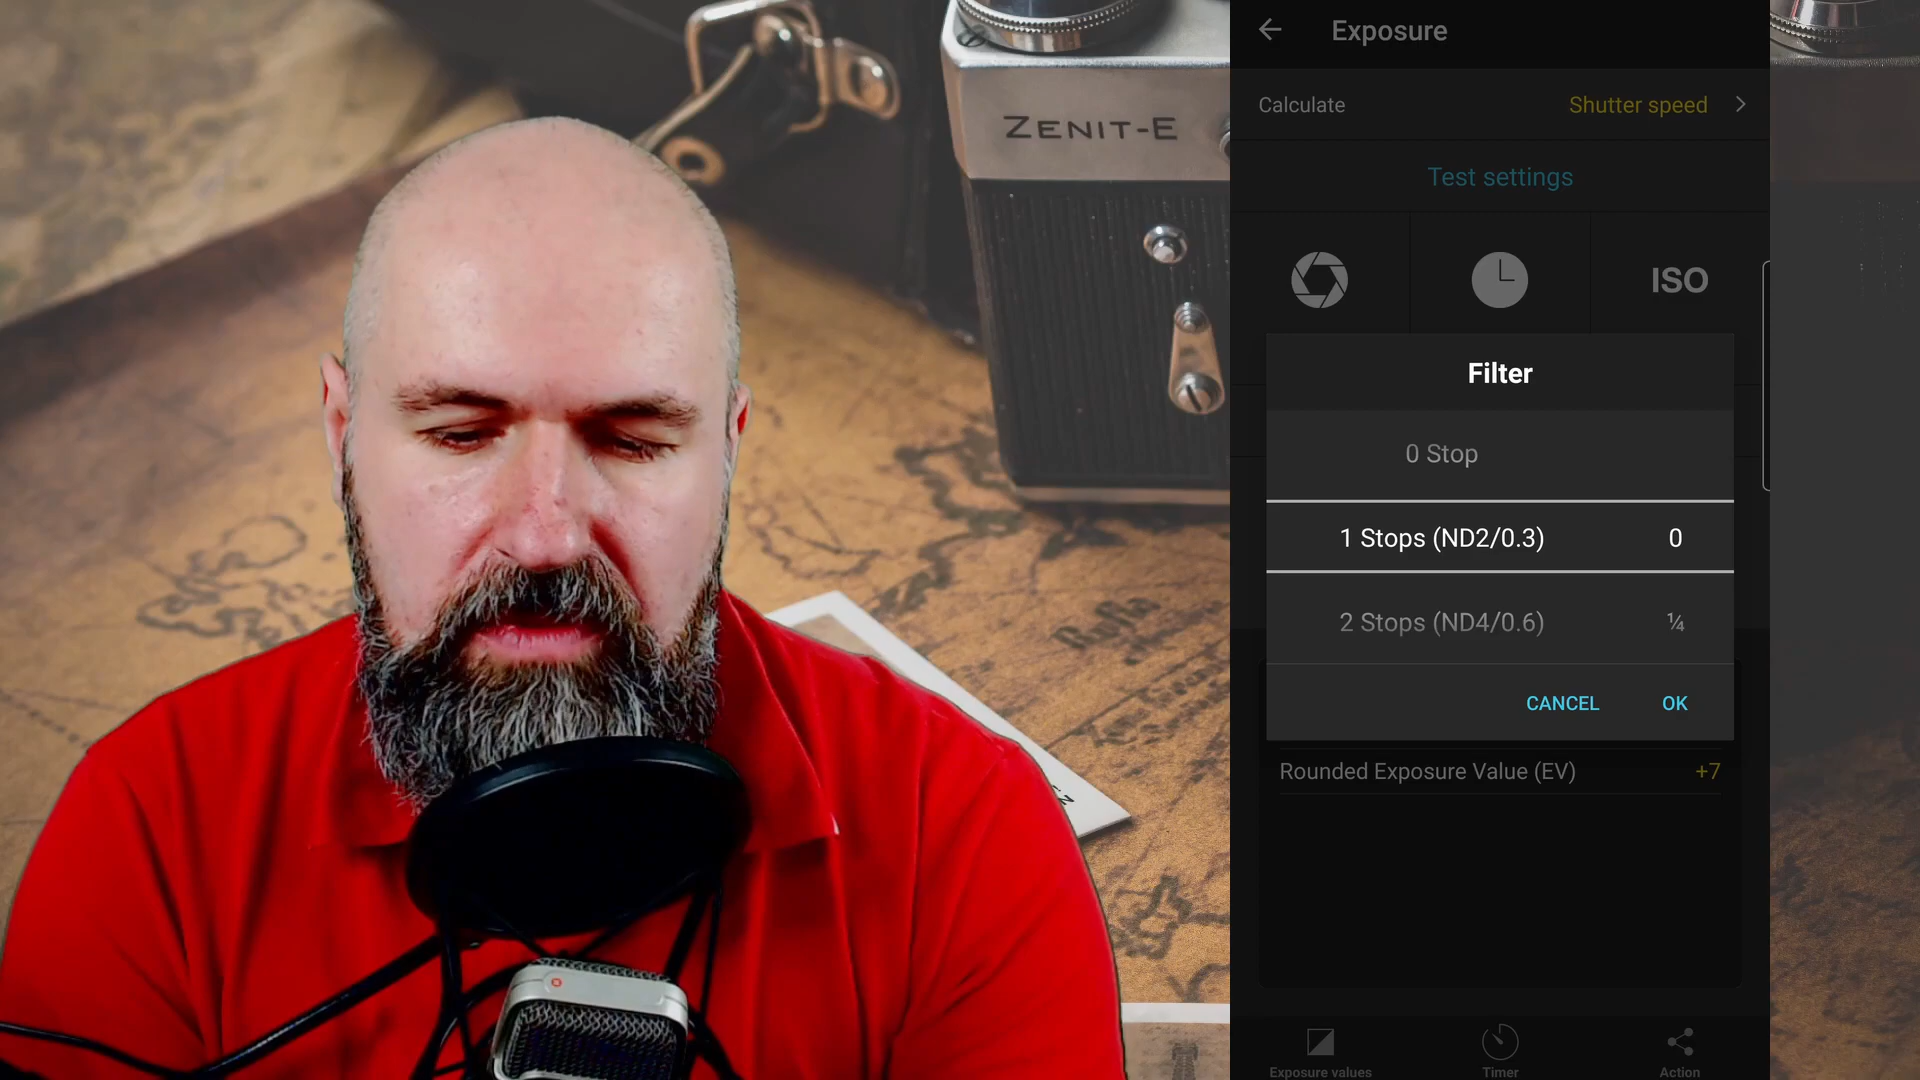 ZENIT-E
Exposure
Calculate
Shutter speed
Test settings
ISO
Filter
0 Stop
1 Stops (ND2/0.3)
0
2 Stops (ND4/0.6)
¼
CANCEL
OK
Rounded Exposure Value (EV)
+7
Exposure values
Timer
Action